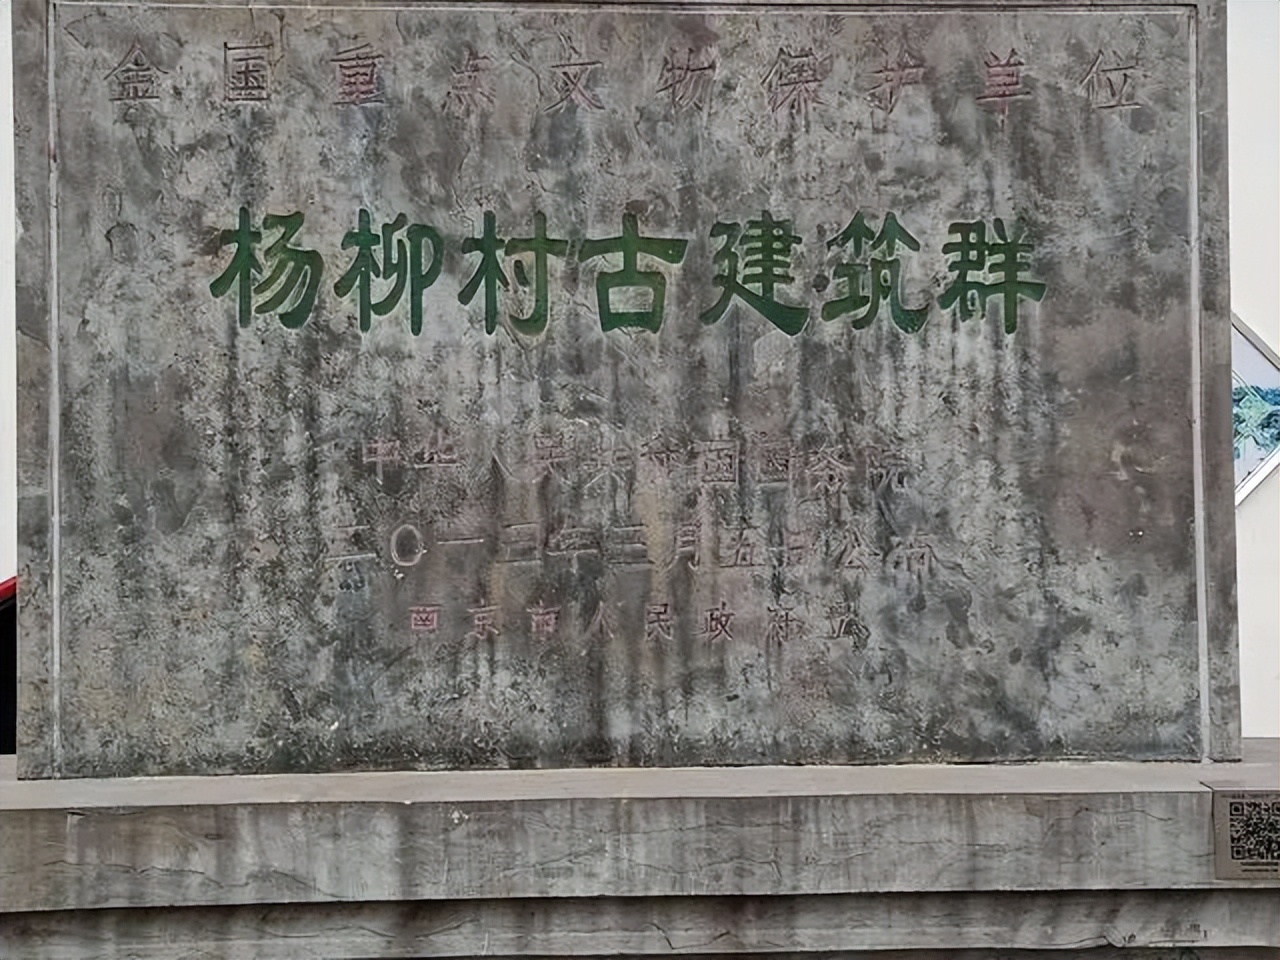 全国重点文物保护单位
杨柳村古建筑群
中华人民共和国国务院
二〇一三年三月五日公布
南京市人民政府立